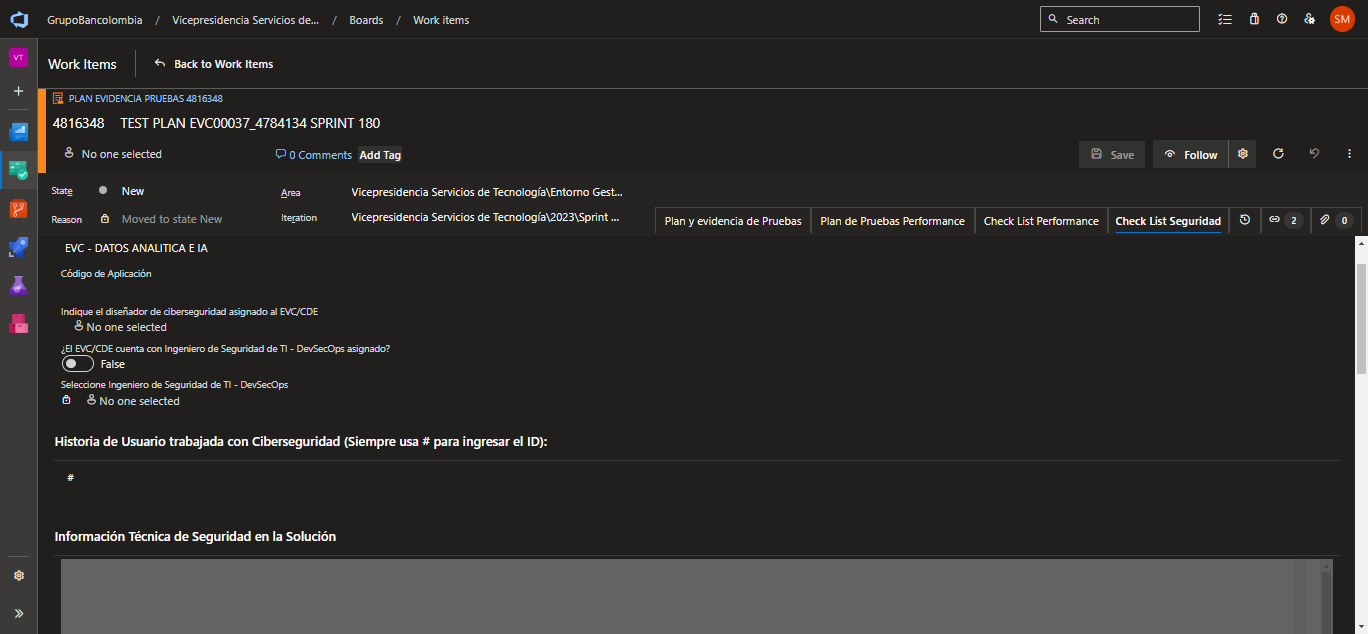 GrupoBancolombia / Vicepresidencia Servicios de... / Boards / Work items
Search
SM
VT
Work Items
Back to Work Items
PLAN EVIDENCIA PRUEBAS 4816348
4816348 TEST PLAN EVC00037_4784134 SPRINT 180
No one selected
0 Comments
Add Tag
Save
Follow
State
New
Area
Vicepresidencia Servicios de Tecnología\Entorno Gest...
Reason
Moved to state New
Iteration
Vicepresidencia Servicios de Tecnología\2023\Sprint ...
Plan y evidencia de Pruebas
Plan de Pruebas Performance
Check List Performance
Check List Seguridad
2
0
EVC - DATOS ANALITICA E IA
Código de Aplicación
Indique el diseñador de ciberseguridad asignado al EVC/CDE
No one selected
¿El EVC/CDE cuenta con Ingeniero de Seguridad de TI - DevSecOps asignado?
False
Seleccione Ingeniero de Seguridad de TI - DevSecOps
No one selected
Historia de Usuario trabajada con Ciberseguridad (Siempre usa # para ingresar el ID):
#
Información Técnica de Seguridad en la Solución